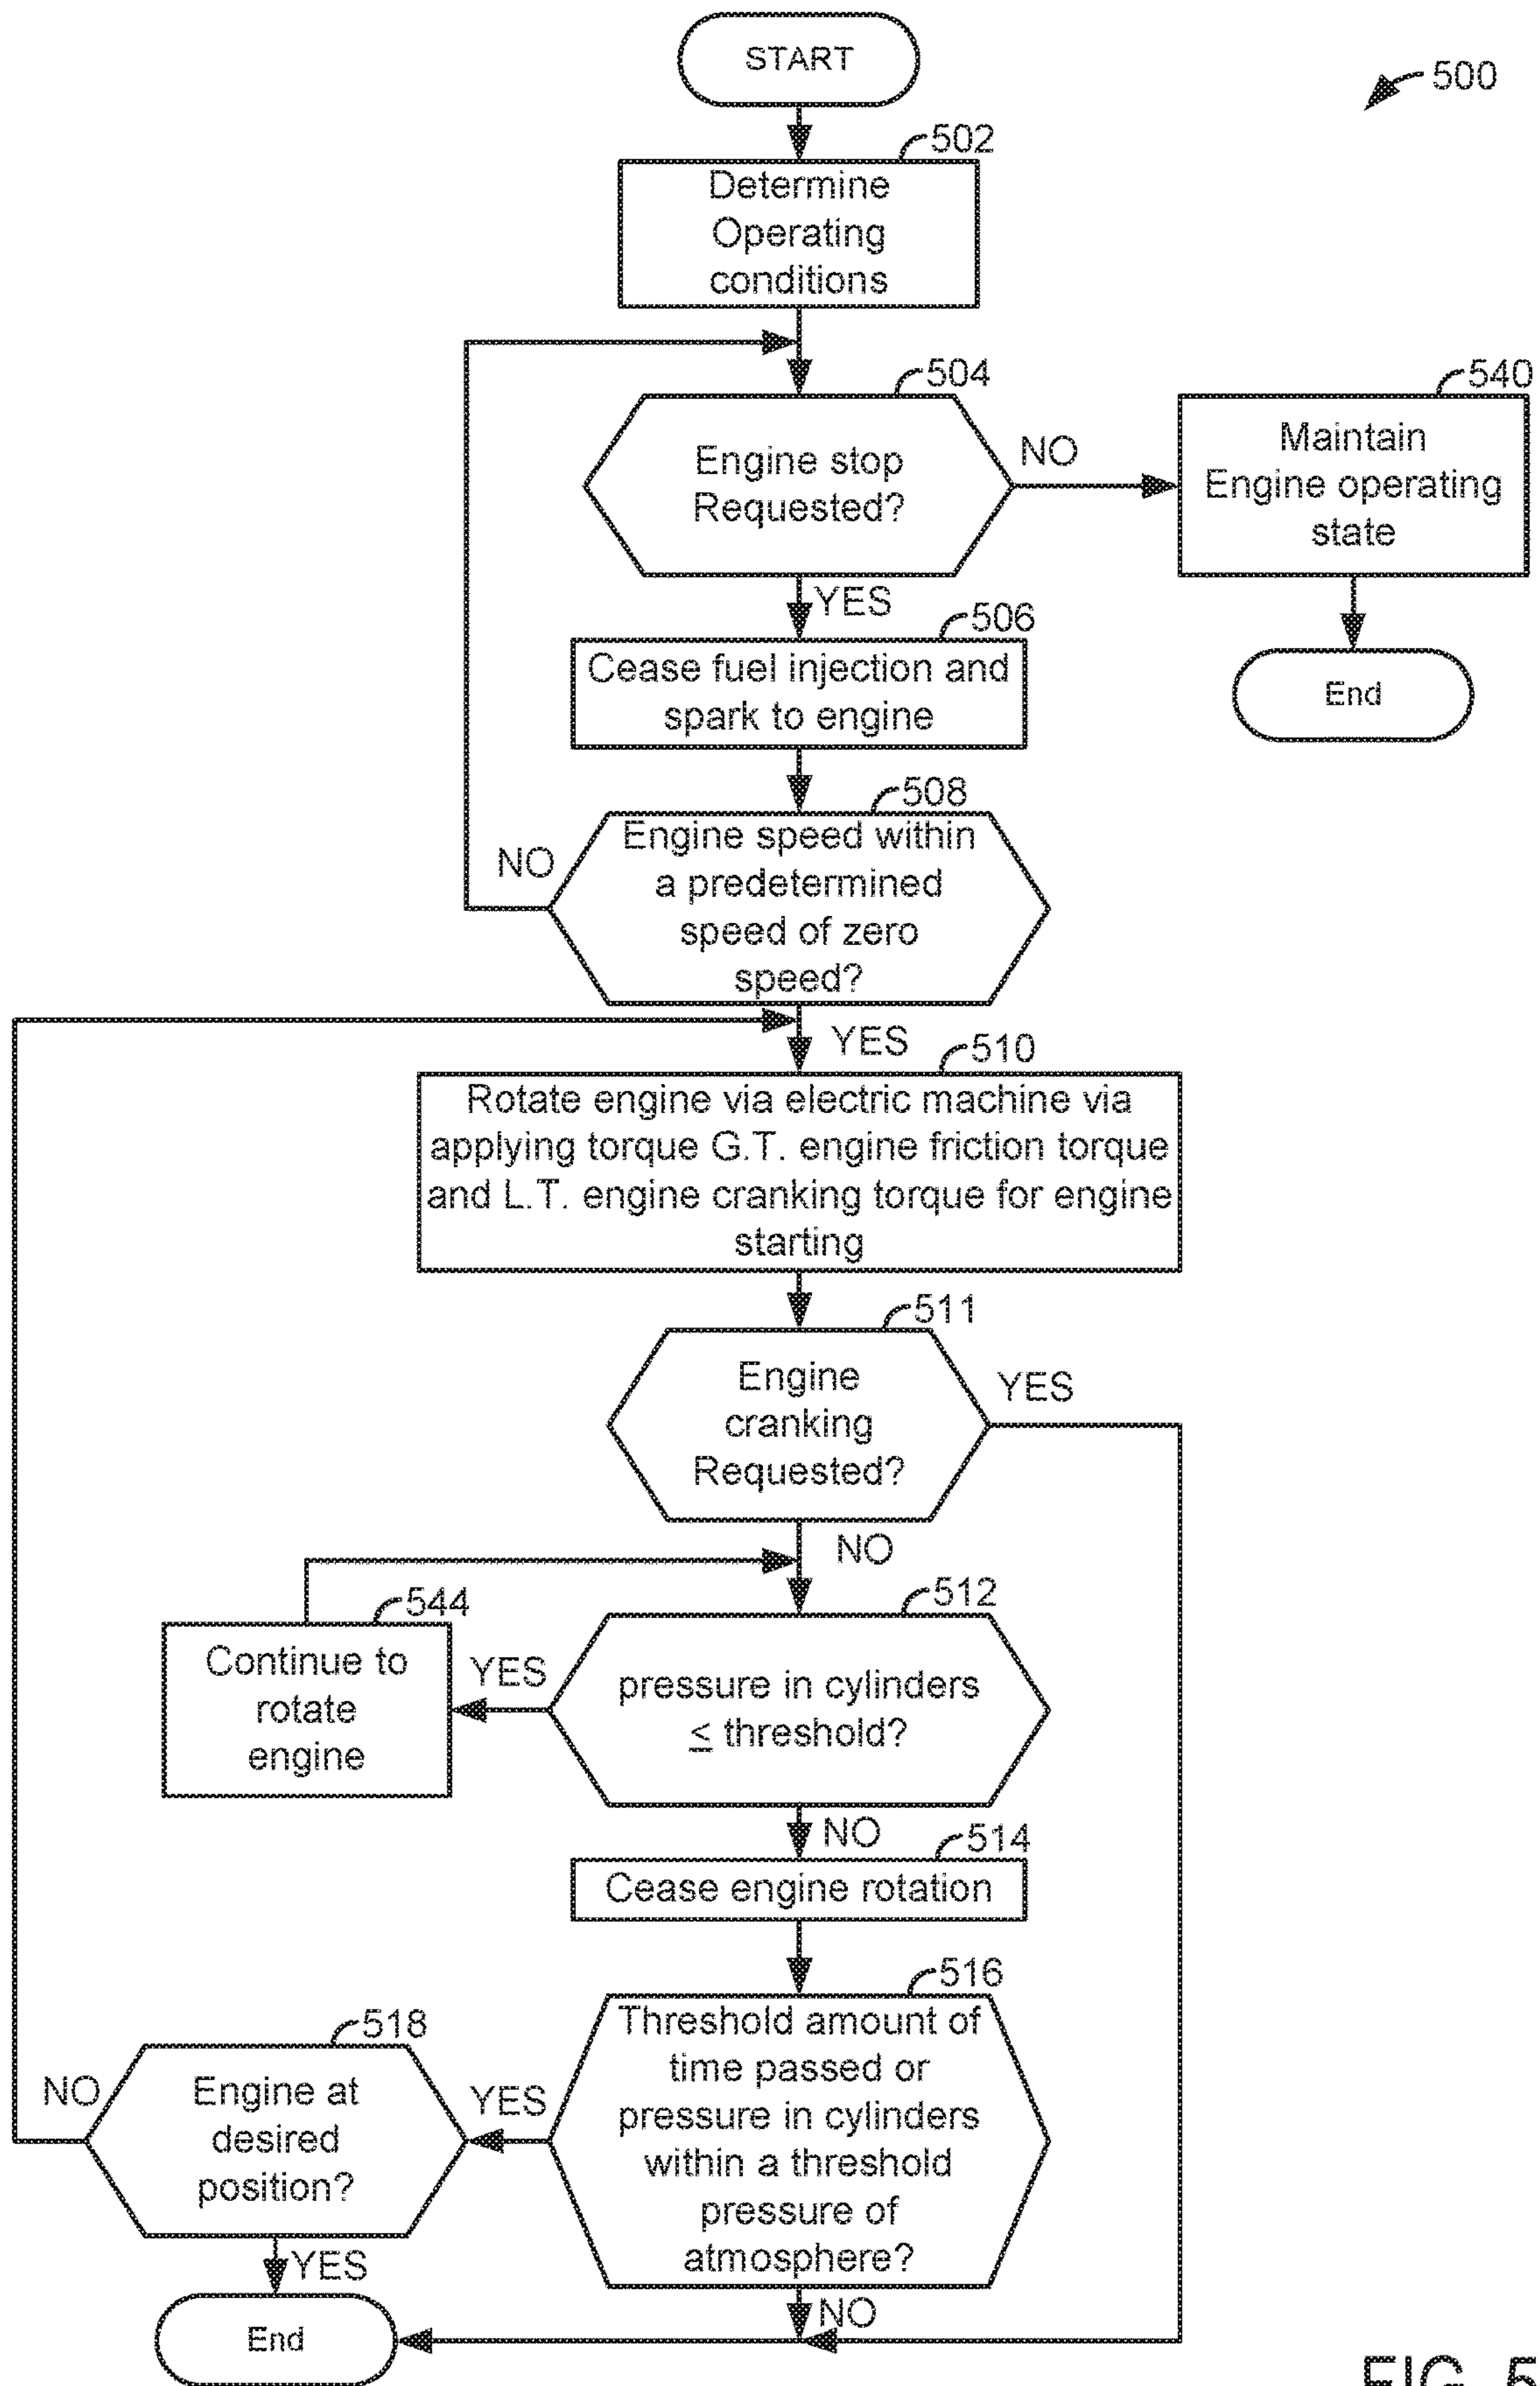 START
500
502
Determine
Operating
conditions
504
540
Engine stop
Requested?
NO
Maintain
Engine operating
state
YES
506
Cease fuel injection and
spark to engine
End
508
Engine speed within
a predetermined
speed of zero
speed?
NO
YES
510
Rotate engine via electric machine via
applying torque G.T. engine friction torque
and L.T. engine cranking torque for engine
starting
511
Engine
cranking
Requested?
YES
NO
544
512
Continue to
rotate
engine
YES
pressure in cylinders
≤ threshold?
NO
514
Cease engine rotation
516
518
Threshold amount of
time passed or
pressure in cylinders
within a threshold
pressure of
atmosphere?
NO
Engine at
desired
position?
YES
YES
NO
End
FIG. 5